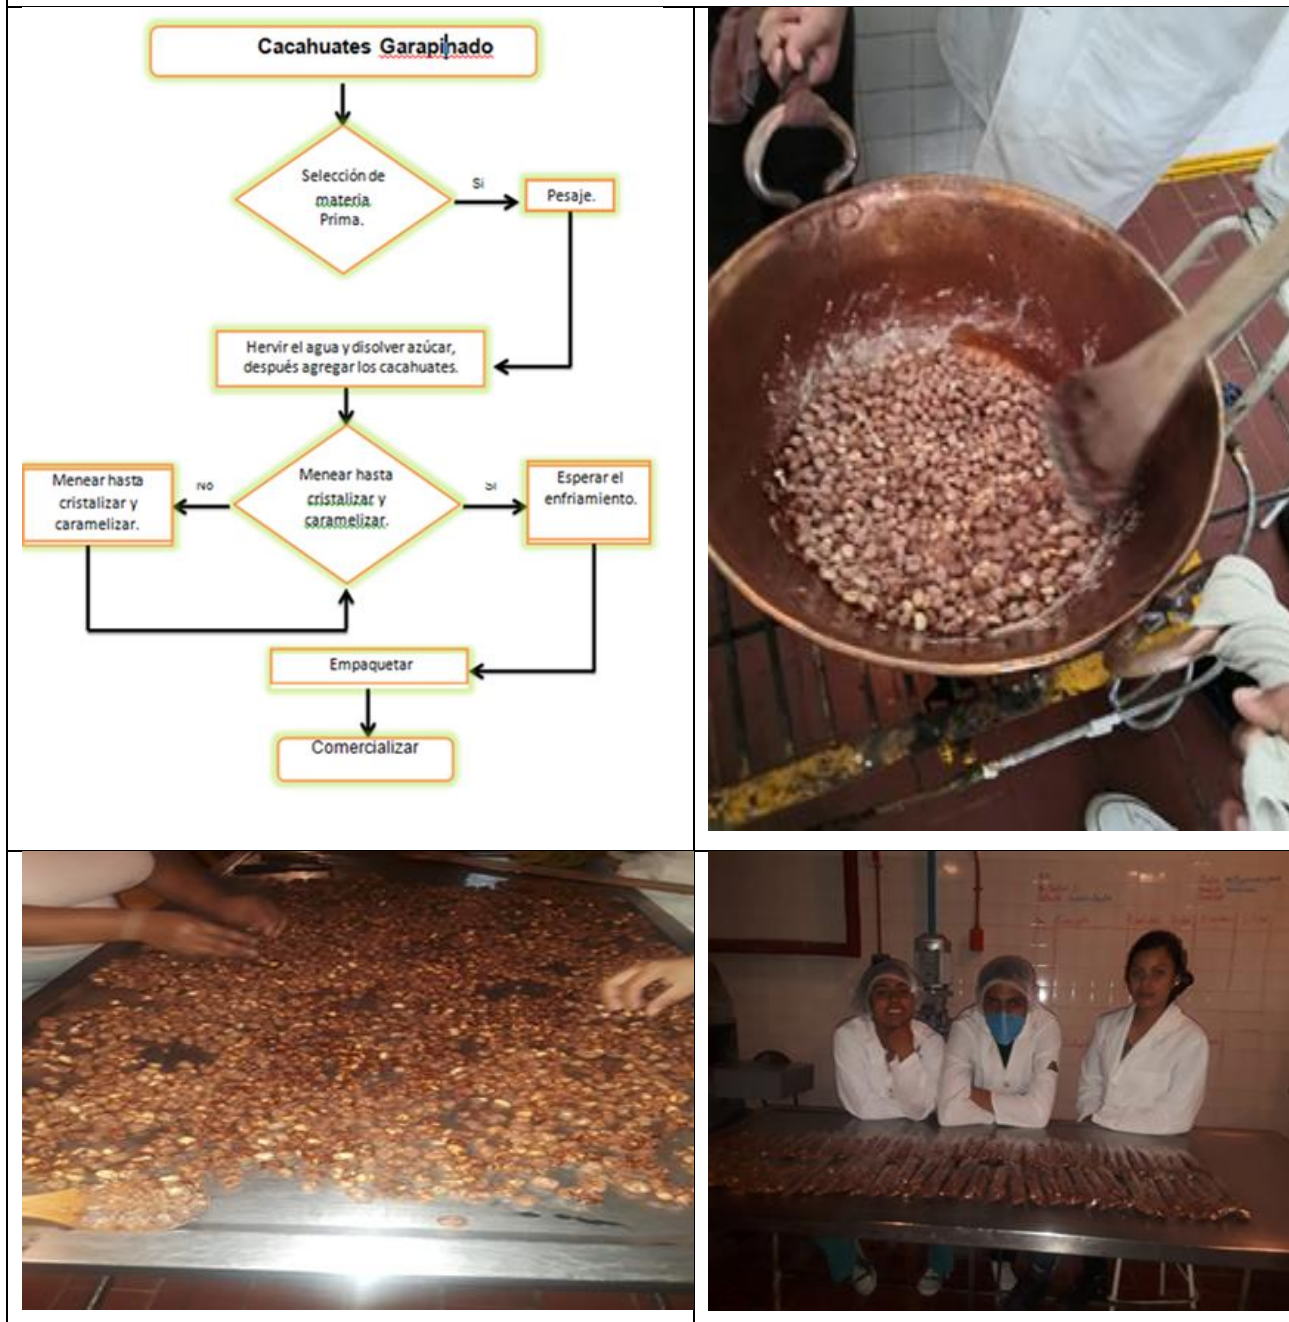 Cacahuates Garapinado
Selección de
materia
Prima.
Si
Pesaje.
Hervir el agua y disolver azúcar,
después agregar los cacahuates.
Menear hasta
cristalizar y
caramelizar.
No
Menear hasta
cristalizar y
caramelizar.
Si
Esperar el
enfriamiento.
Empaquetar
Comercializar